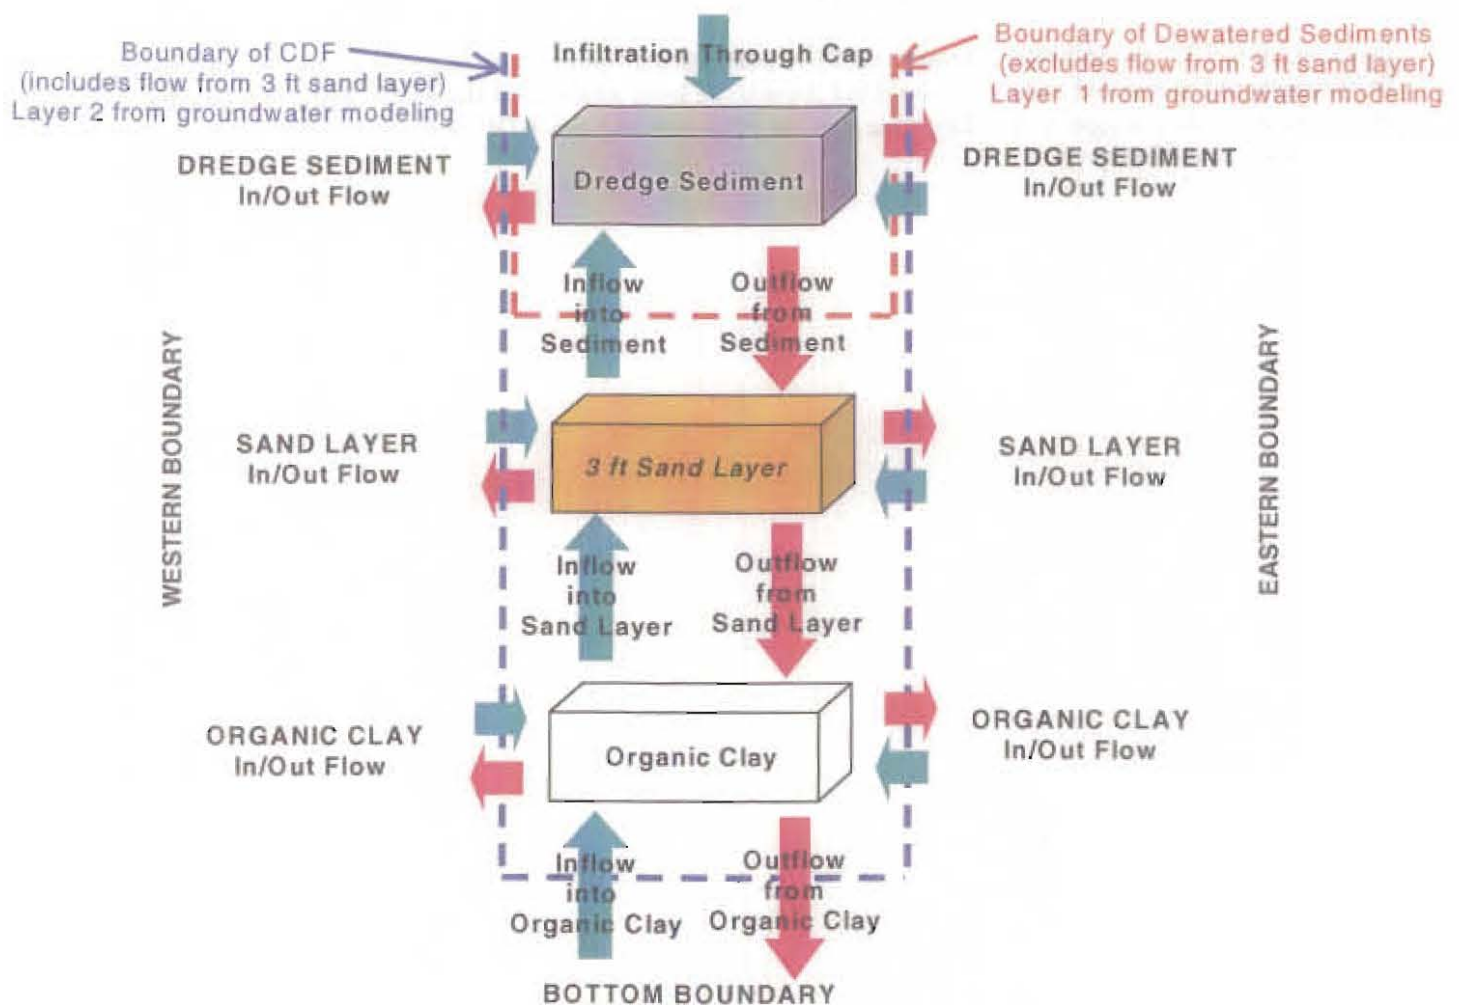 Boundary of CDF
(includes flow from 3 ft sand layer)
Layer 2 from groundwater modeling
Infiltration Through Cap
Boundary of Dewatered Sediments
(excludes flow from 3 ft sand layer)
Layer 1 from groundwater modeling
DREDGE SEDIMENT
In/Out Flow
Dredge Sediment
DREDGE SEDIMENT
In/Out Flow
Inflow
into
Sediment
Outflow
from
Sediment
WESTERN BOUNDARY
EASTERN BOUNDARY
SAND LAYER
In/Out Flow
3 ft Sand Layer
SAND LAYER
In/Out Flow
Inflow
into
Sand Layer
Outflow
from
Sand Layer
ORGANIC CLAY
In/Out Flow
Organic Clay
ORGANIC CLAY
In/Out Flow
Inflow
into
Organic Clay
Outflow
from
Organic Clay
BOTTOM BOUNDARY